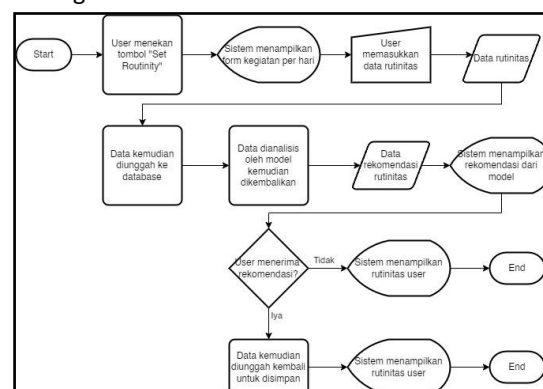 Start
User menekan
tombol "Set
Routinity"
Sistem menampilkan
form kegiatan per hari
User
memasukkan
data rutinitas
Data rutinitas
Data kemudian
diunggah ke
database
Data dianalisis
oleh model
kemudian
dikembalikan
Data
rekomendasi
rutinitas
Sistem menampilkan
rekomendasi dari
model
User menerima
rekomendasi?
Tidak
Sistem menampilkan
rutinitas user
End
Iya
Data kemudian
diunggah kembali
untuk disimpan
Sistem menampilkan
rutinitas user
End